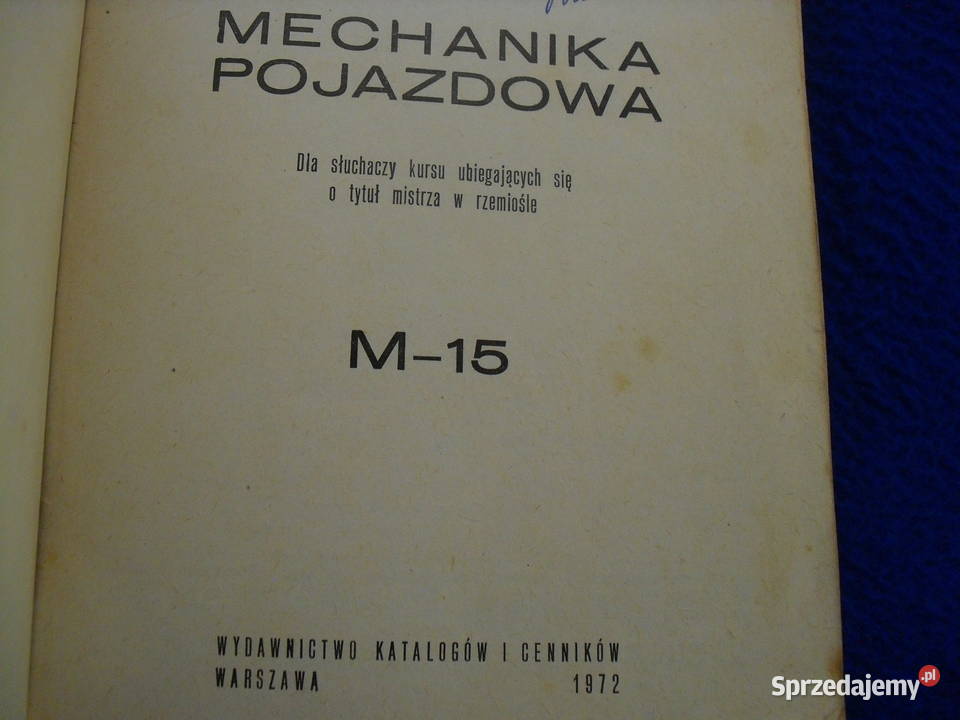 MECHANIKA
POJAZDOWA
Dla słuchaczy kursu ubiegających się
o tytuł mistrza w rzemiośle
M-15
WYDAWNICTWO KATALOGÓW I CENNIKÓW
WARSZAWA 1972
Sprzedajemy.pl